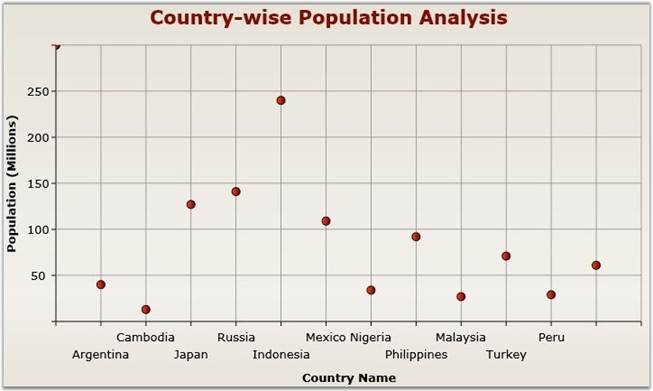 Country-wise Population Analysis
Population (Millions)
250
200
150
100
50
Cambodia Russia Mexico Nigeria Malaysia Peru
Argentina Japan Indonesia Philippines Turkey
Country Name